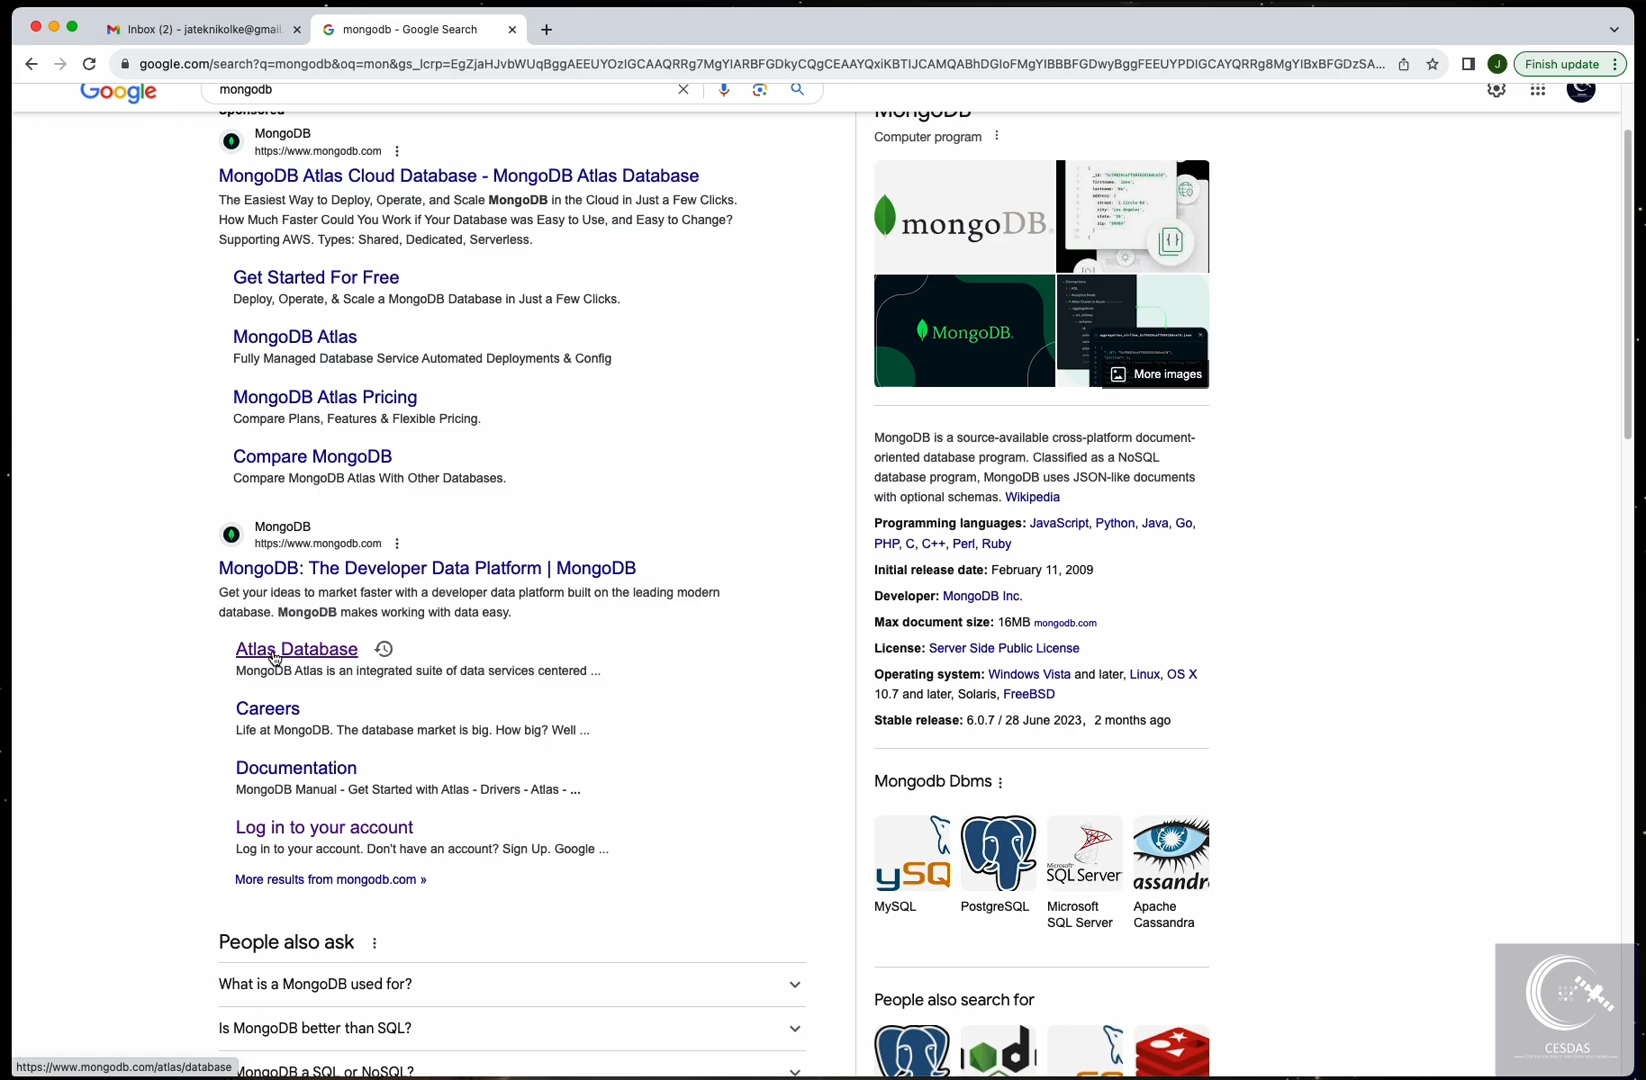 Inbox (2) - jateknikolke@gmail.
mongodb - Google Search
google.com/search?q=mongodb&oq=mon&gs_lcrp=EgZjaHJvbWUqBggAEEUYOzIGCAAQRRg7MgYIARBFGDkyCQgCEAAYQxiKBTIJCAMQABhDGIoFMgYIBBBFGDwyBggFEEUYPDIGCAYQRRg8MgYIBxBFGDzSA...
Finish update
Google
mongodb
Sponsored
MongoDB
https://www.mongodb.com
MongoDB Atlas Cloud Database - MongoDB Atlas Database
The Easiest Way to Deploy, Operate, and Scale MongoDB in the Cloud in Just a Few Clicks.
How Much Faster Could You Work if Your Database was Easy to Use, and Easy to Change?
Supporting AWS. Types: Shared, Dedicated, Serverless.
Get Started For Free
Deploy, Operate, & Scale a MongoDB Database in Just a Few Clicks.
MongoDB Atlas
Fully Managed Database Service Automated Deployments & Config
MongoDB Atlas Pricing
Compare Plans, Features & Flexible Pricing.
Compare MongoDB
Compare MongoDB Atlas With Other Databases.
MongoDB
https://www.mongodb.com
MongoDB: The Developer Data Platform | MongoDB
Get your ideas to market faster with a developer data platform built on the leading modern
database. MongoDB makes working with data easy.
Atlas Database
MongoDB Atlas is an integrated suite of data services centered ...
Careers
Life at MongoDB. The database market is big. How big? Well ...
Documentation
MongoDB Manual - Get Started with Atlas - Drivers - Atlas - ...
Log in to your account
Log in to your account. Don't have an account? Sign Up. Google ...
More results from mongodb.com »
People also ask
What is a MongoDB used for?
Is MongoDB better than SQL?
MongoDB a SQL or NoSQL?
https://www.mongodb.com/atlas/database
MongoDB
Computer program
mongoDB.
MongoDB.
More images
MongoDB is a source-available cross-platform document-
oriented database program. Classified as a NoSQL
database program, MongoDB uses JSON-like documents
with optional schemas. Wikipedia
Programming languages: JavaScript, Python, Java, Go,
PHP, C, C++, Perl, Ruby
Initial release date: February 11, 2009
Developer: MongoDB Inc.
Max document size: 16MB mongodb.com
License: Server Side Public License
Operating system: Windows Vista and later, Linux, OS X
10.7 and later, Solaris, FreeBSD
Stable release: 6.0.7 / 28 June 2023, 2 months ago
Mongodb Dbms
ySQ
Microsoft
SQL Server
assandr
MySQL
PostgreSQL
Microsoft
SQL Server
Apache
Cassandra
People also search for
CESDAS